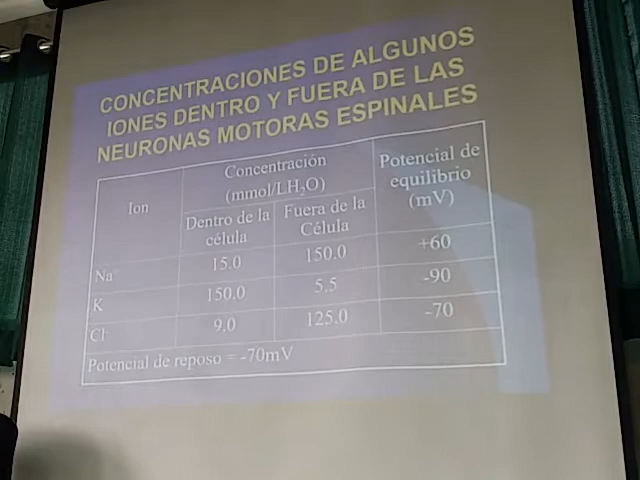 CONCENTRACIONES DE ALGUNOS
IONES DENTRO Y FUERA DE LAS
NEURONAS MOTORAS ESPINALES
Ion
Concentración
(mmol/LH₂O)
Potencial de
equilibrio
(mV)
Dentro de la
célula
Fuera de la
Célula
Na 15.0 150.0 +60
K 150.0 5.5 -90
Cl- 9.0 125.0 -70
Potencial de reposo = -70mV